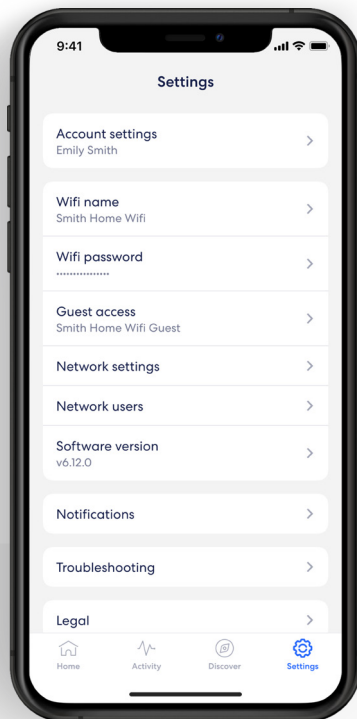 9:41
Settings
Account settings
Emily Smith
Wifi name
Smith Home Wifi
Wifi password
................
Guest access
Smith Home Wifi Guest
Network settings
Network users
Software version
v6.12.0
Notifications
Troubleshooting
Legal
Home Activity Discover Settings